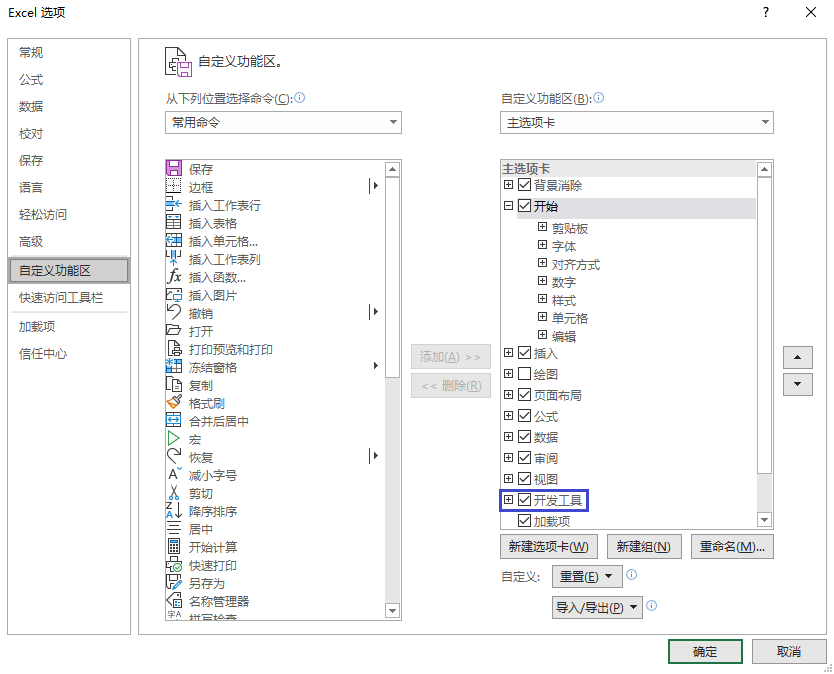 Excel 选项
?
常规
公式
数据
校对
保存
语言
轻松访问
高级
自定义功能区
快速访问工具栏
加载项
信任中心
自定义功能区。
从下列位置选择命令(C):
常用命令
保存
边框
插入工作表行
插入表格
插入单元格...
插入工作表列
插入函数...
插入图片
撤销
打开
打印预览和打印
冻结窗格
复制
格式刷
合并后居中
宏
恢复
减小字号
剪切
降序排序
居中
开始计算
快速打印
另存为
名称管理器
拼写检查
添加(A) >>
<< 删除(R)
自定义功能区(B):
主选项卡
主选项卡
背景消除
开始
剪贴板
字体
对齐方式
数字
样式
单元格
编辑
插入
绘图
页面布局
公式
数据
审阅
视图
开发工具
加载项
新建选项卡(W)
新建组(N)
重命名(M)...
自定义:
重置(E)
导入/导出(P)
确定
取消